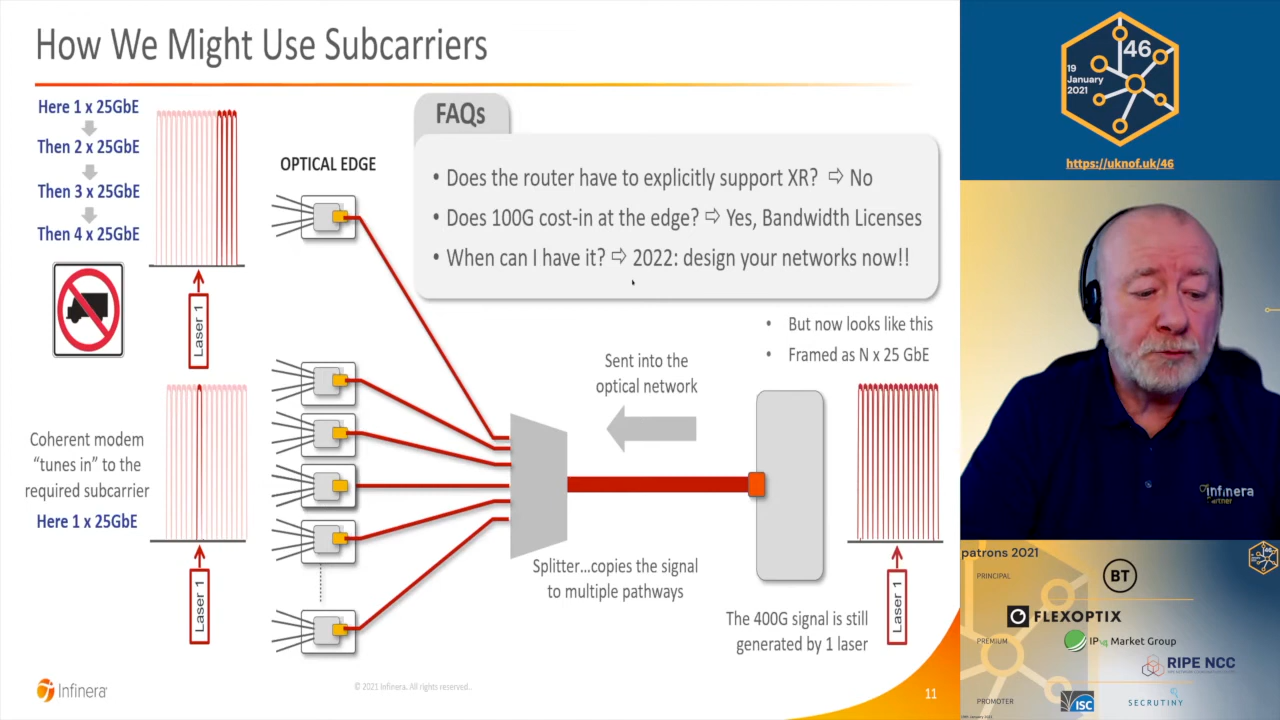 How We Might Use Subcarriers
Here 1 x 25GbE
Then 2 x 25GbE
Then 3 x 25GbE
Then 4 x 25GbE
Laser 1
OPTICAL EDGE
FAQs
• Does the router have to explicitly support XR? ⇨ No
• Does 100G cost-in at the edge? ⇨ Yes, Bandwidth Licenses
• When can I have it? ⇨ 2022: design your networks now!!
• But now looks like this
• Framed as N x 25 GbE
Sent into the
optical network
Coherent modem
“tunes in” to the
required subcarrier
Here 1 x 25GbE
Laser 1
Splitter...copies the signal
to multiple pathways
The 400G signal is still
generated by 1 laser
Laser 1
Infinera
© 2021 Infinera. All rights reserved.
11
46
19
January
2021
https://uknof.uk/46
Infinera
partner
patrons 2021
46
PRINCIPAL
BT
FLEXOPTIX
PREMIUM
IP Market Group
RIPE NCC
PROMOTER
ISC
SECRUTINY